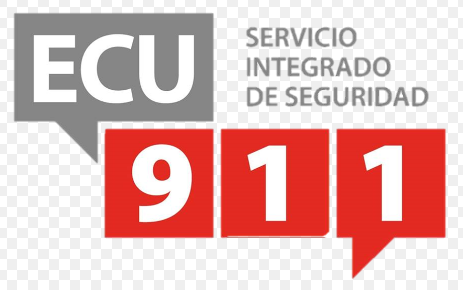 ECU
SERVICIO
INTEGRADO
DE SEGURIDAD
911